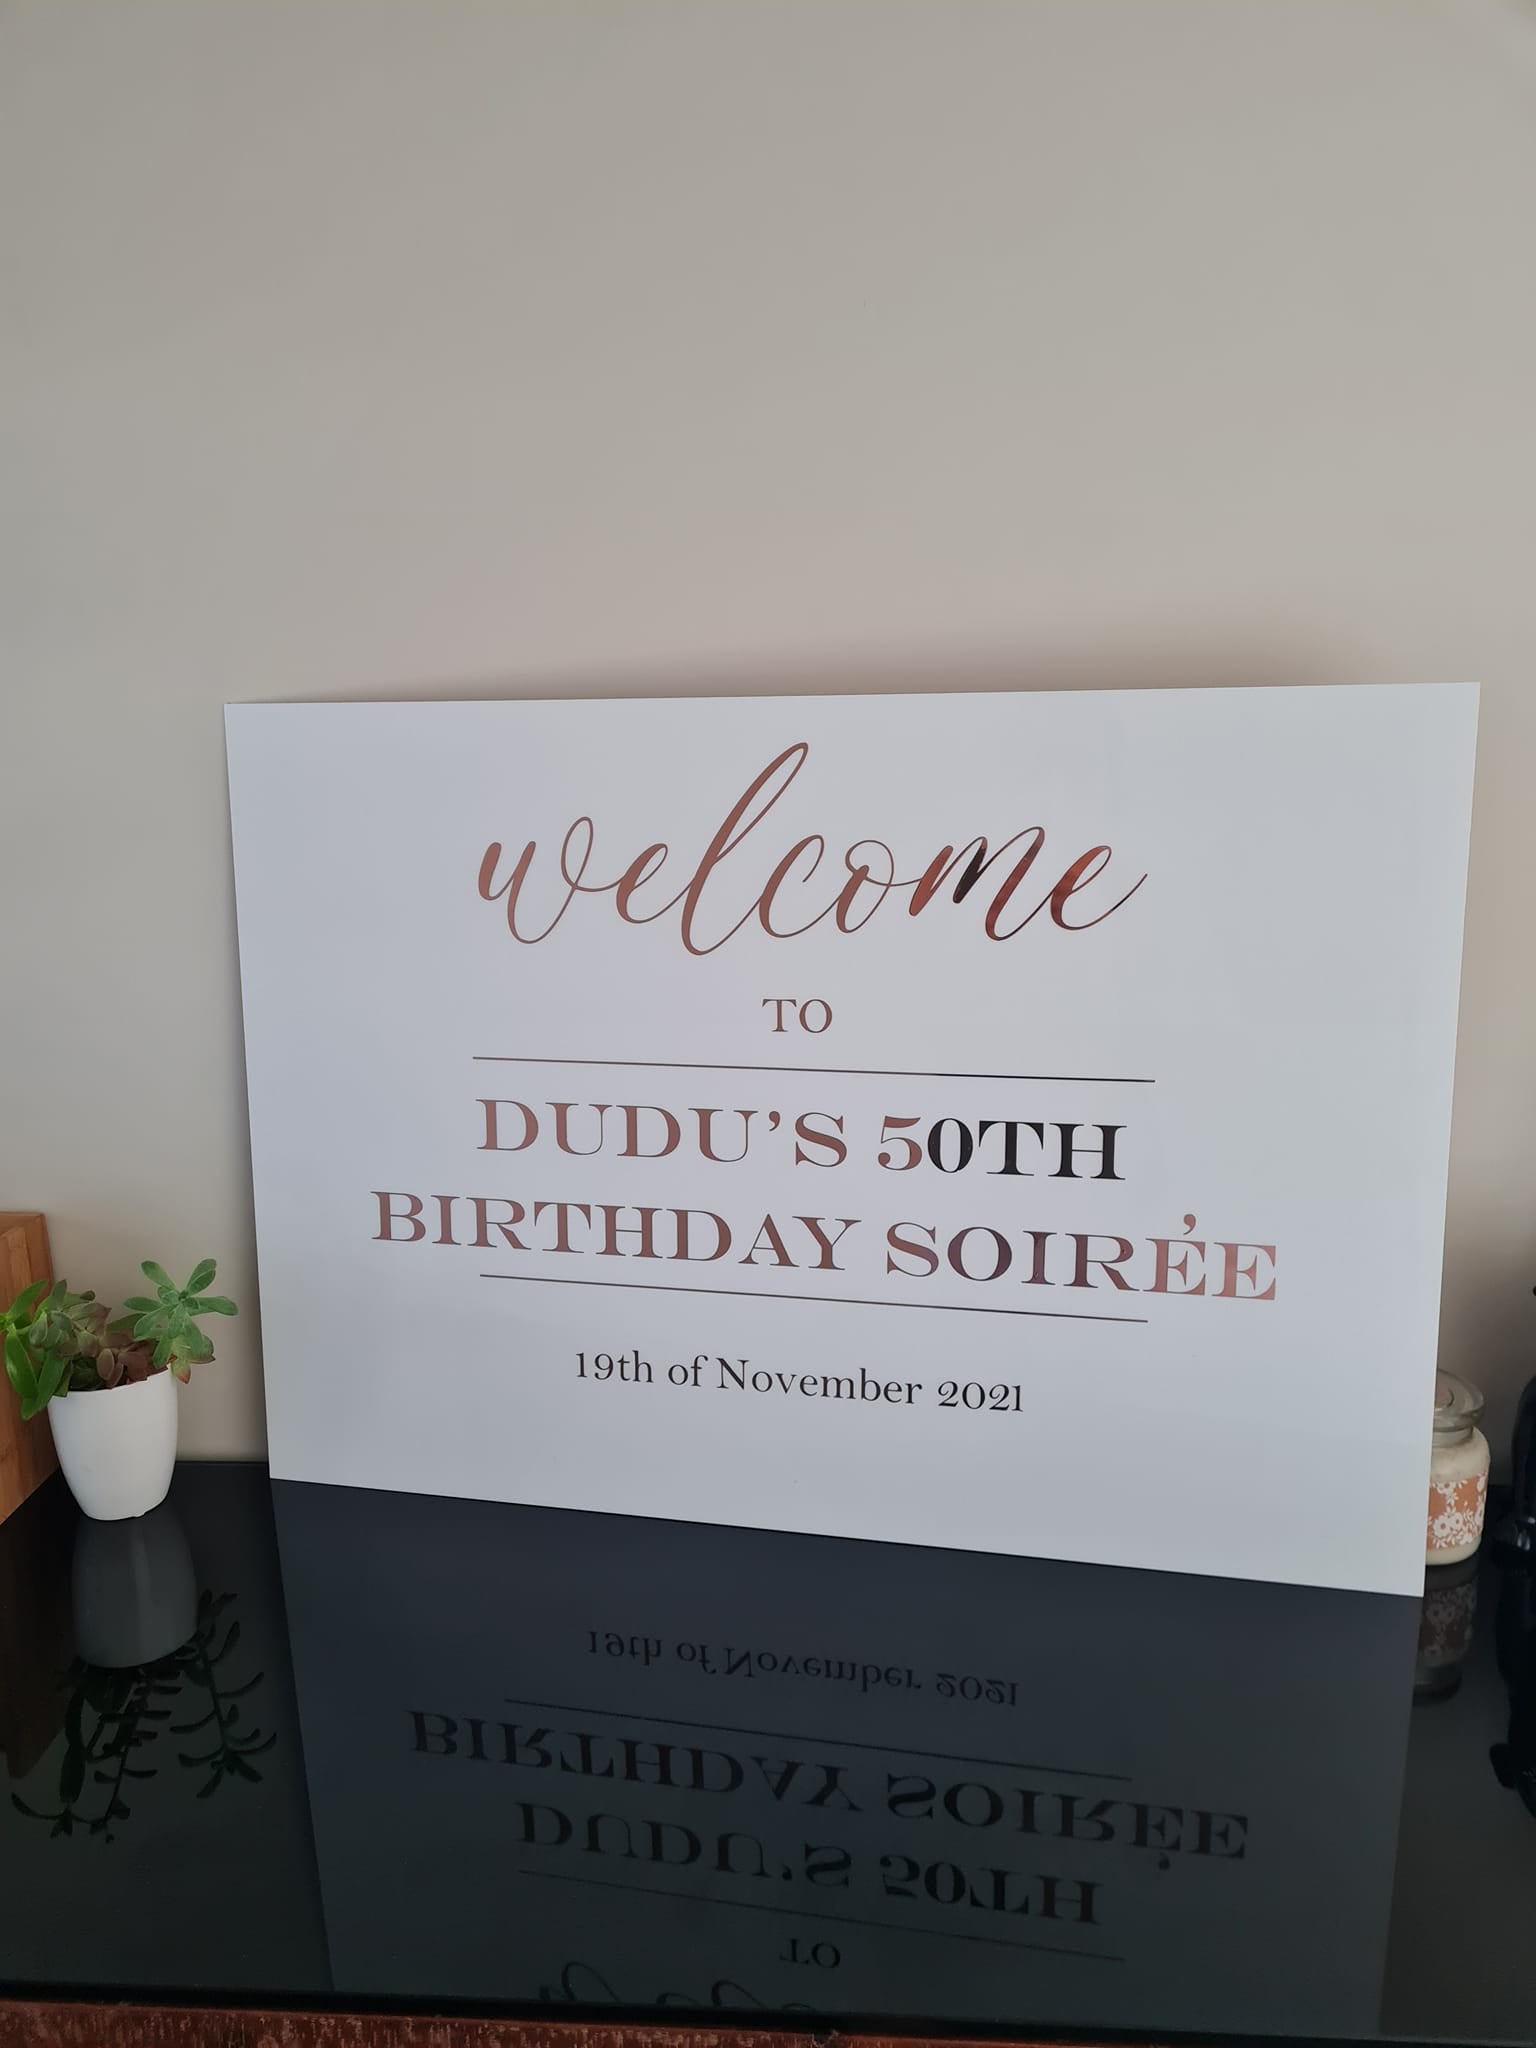 welcome
TO
DUDU'S 50TH
BIRTHDAY SOIRÉE
19th of November 2021